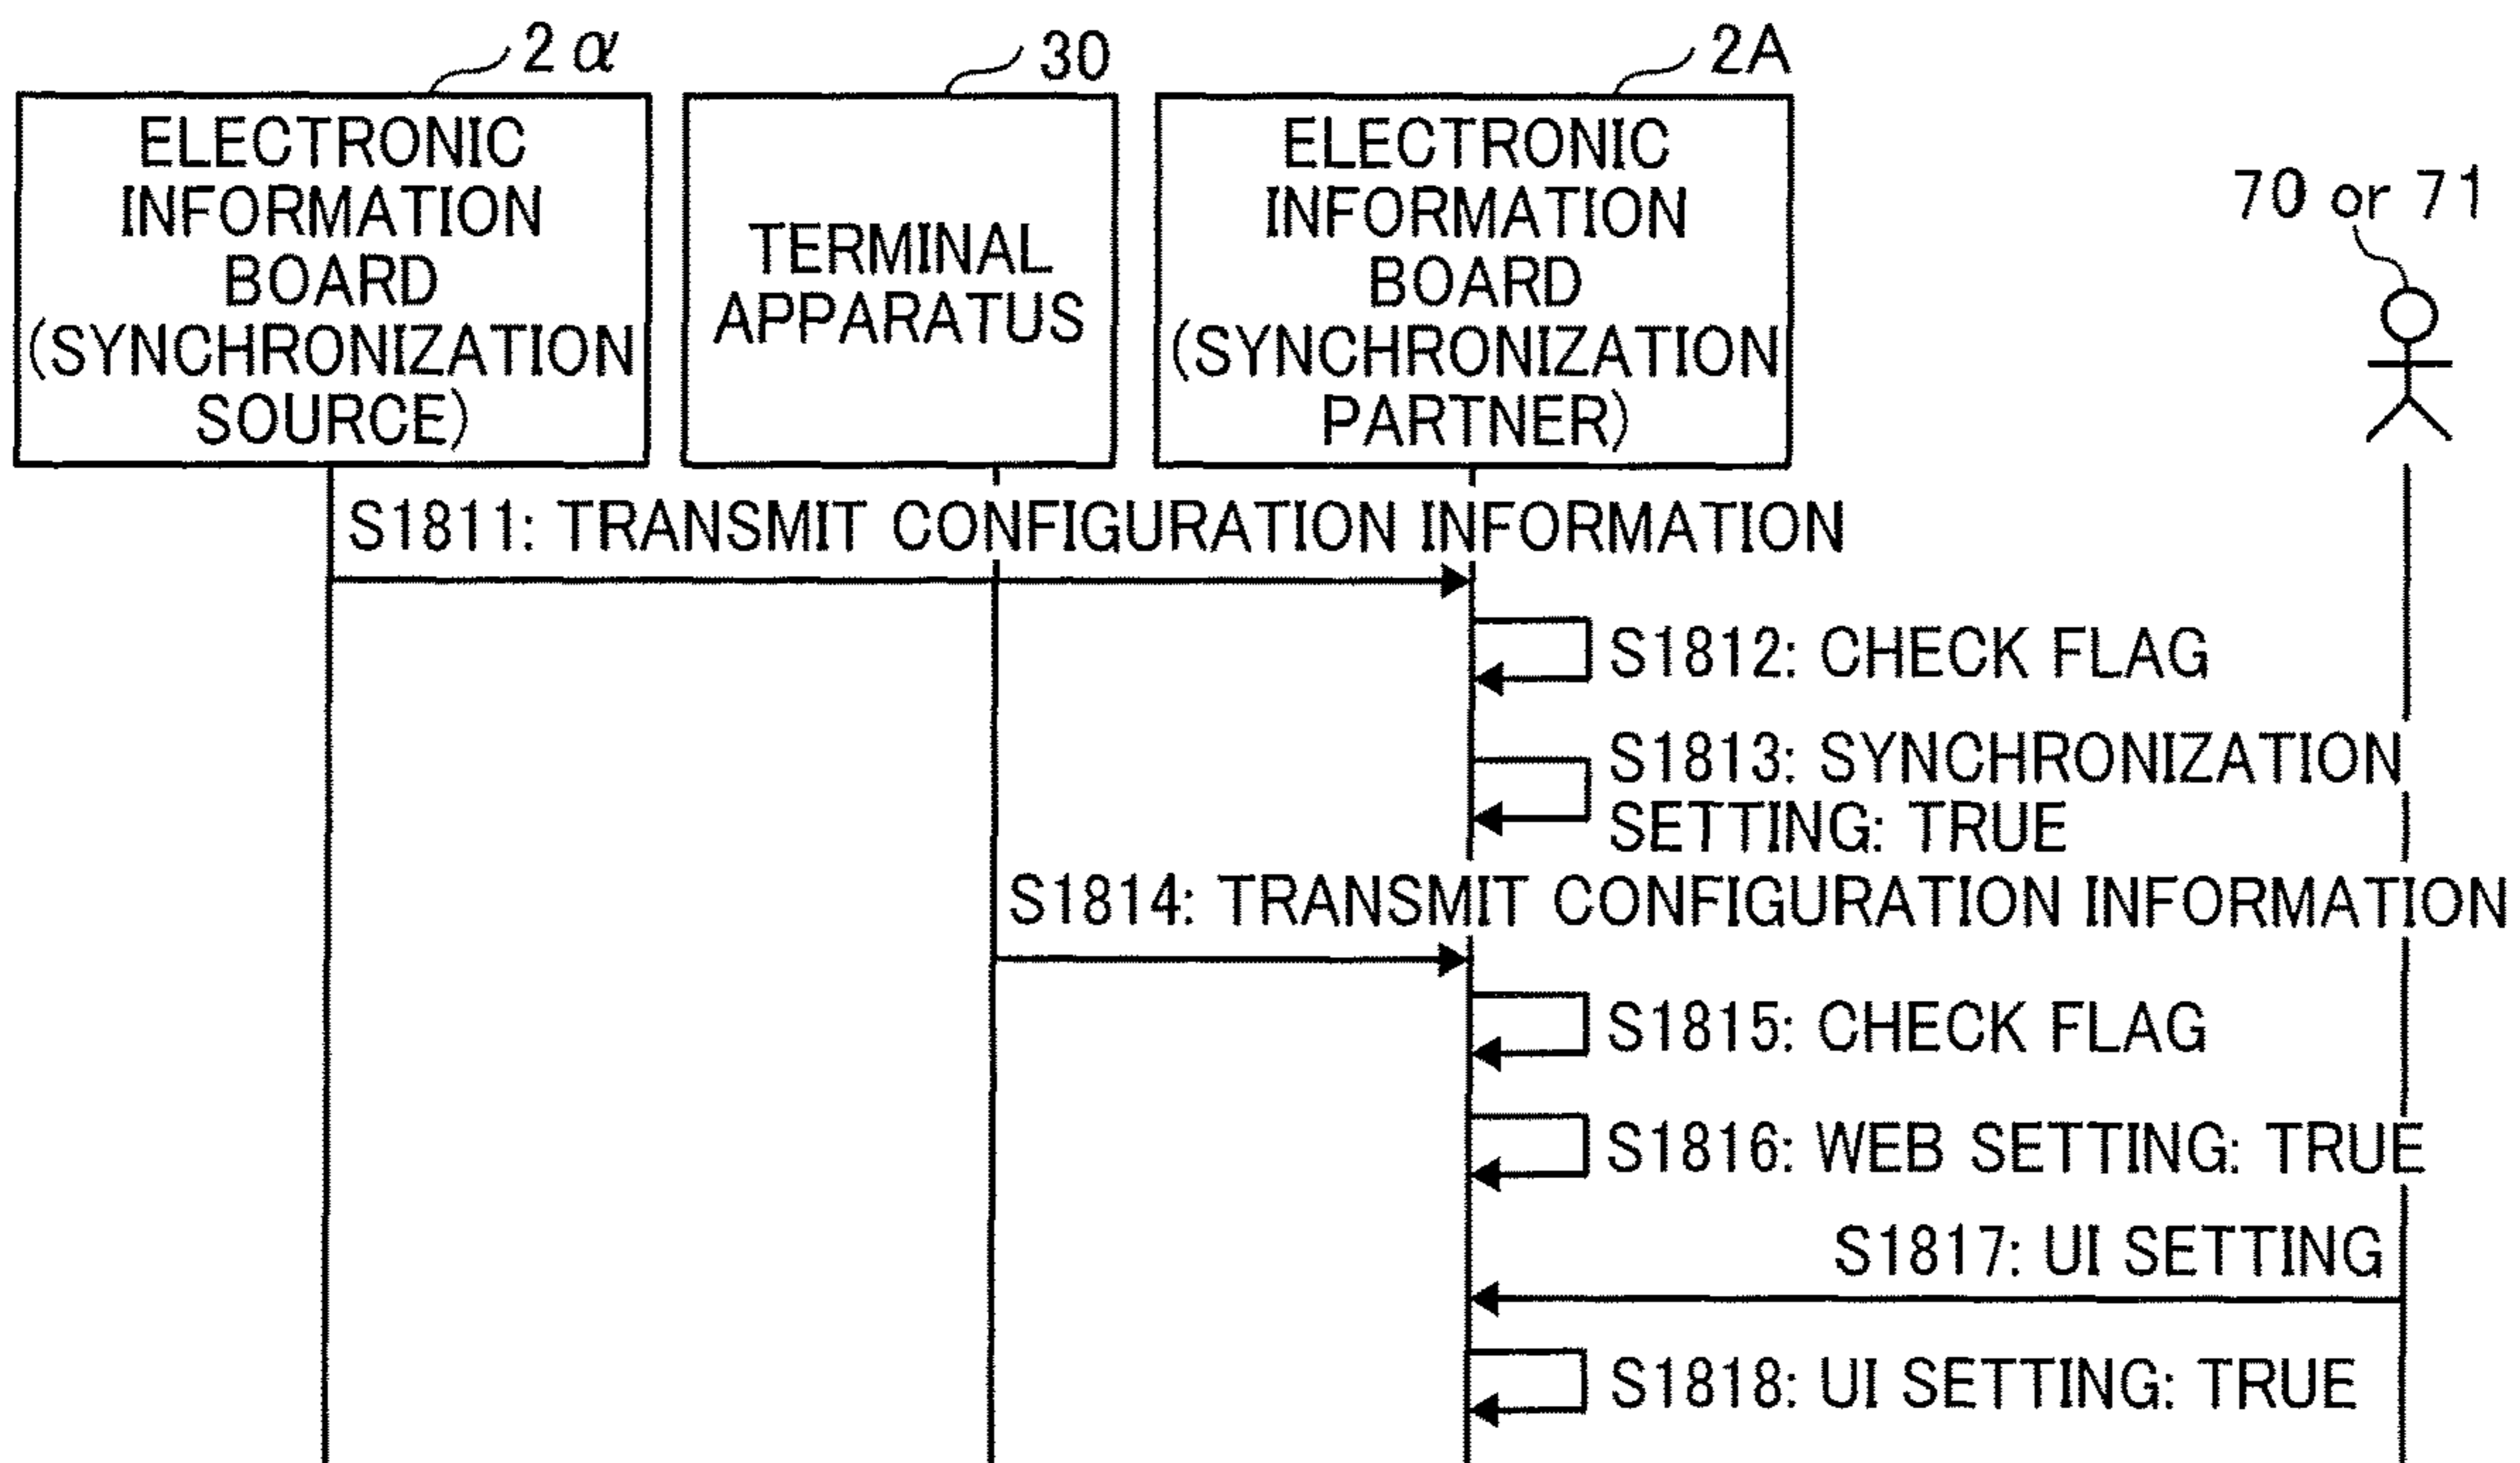 2α
30
2A
ELECTRONIC
INFORMATION
BOARD
(SYNCHRONIZATION
SOURCE)
TERMINAL
APPARATUS
ELECTRONIC
INFORMATION
BOARD
(SYNCHRONIZATION
PARTNER)
70 or 71
S1811: TRANSMIT CONFIGURATION INFORMATION
S1812: CHECK FLAG
S1813: SYNCHRONIZATION
SETTING: TRUE
S1814: TRANSMIT CONFIGURATION INFORMATION
S1815: CHECK FLAG
S1816: WEB SETTING: TRUE
S1817: UI SETTING
S1818: UI SETTING: TRUE